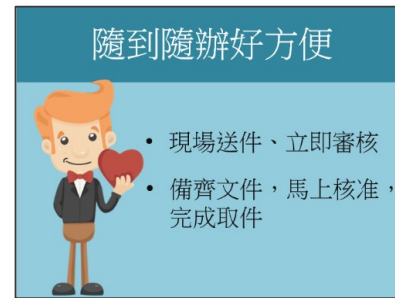 隨到隨辦好方便
• 現場送件、立即審核
• 備齊文件，馬上核准，
完成取件